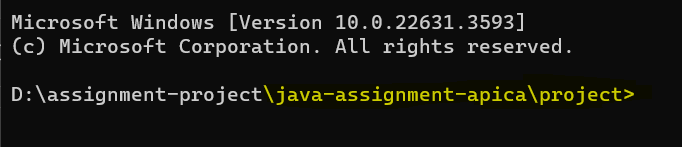 Microsoft Windows [Version 10.0.22631.3593]
(c) Microsoft Corporation. All rights reserved.
D:\assignment-project\java-assignment-apica\project>